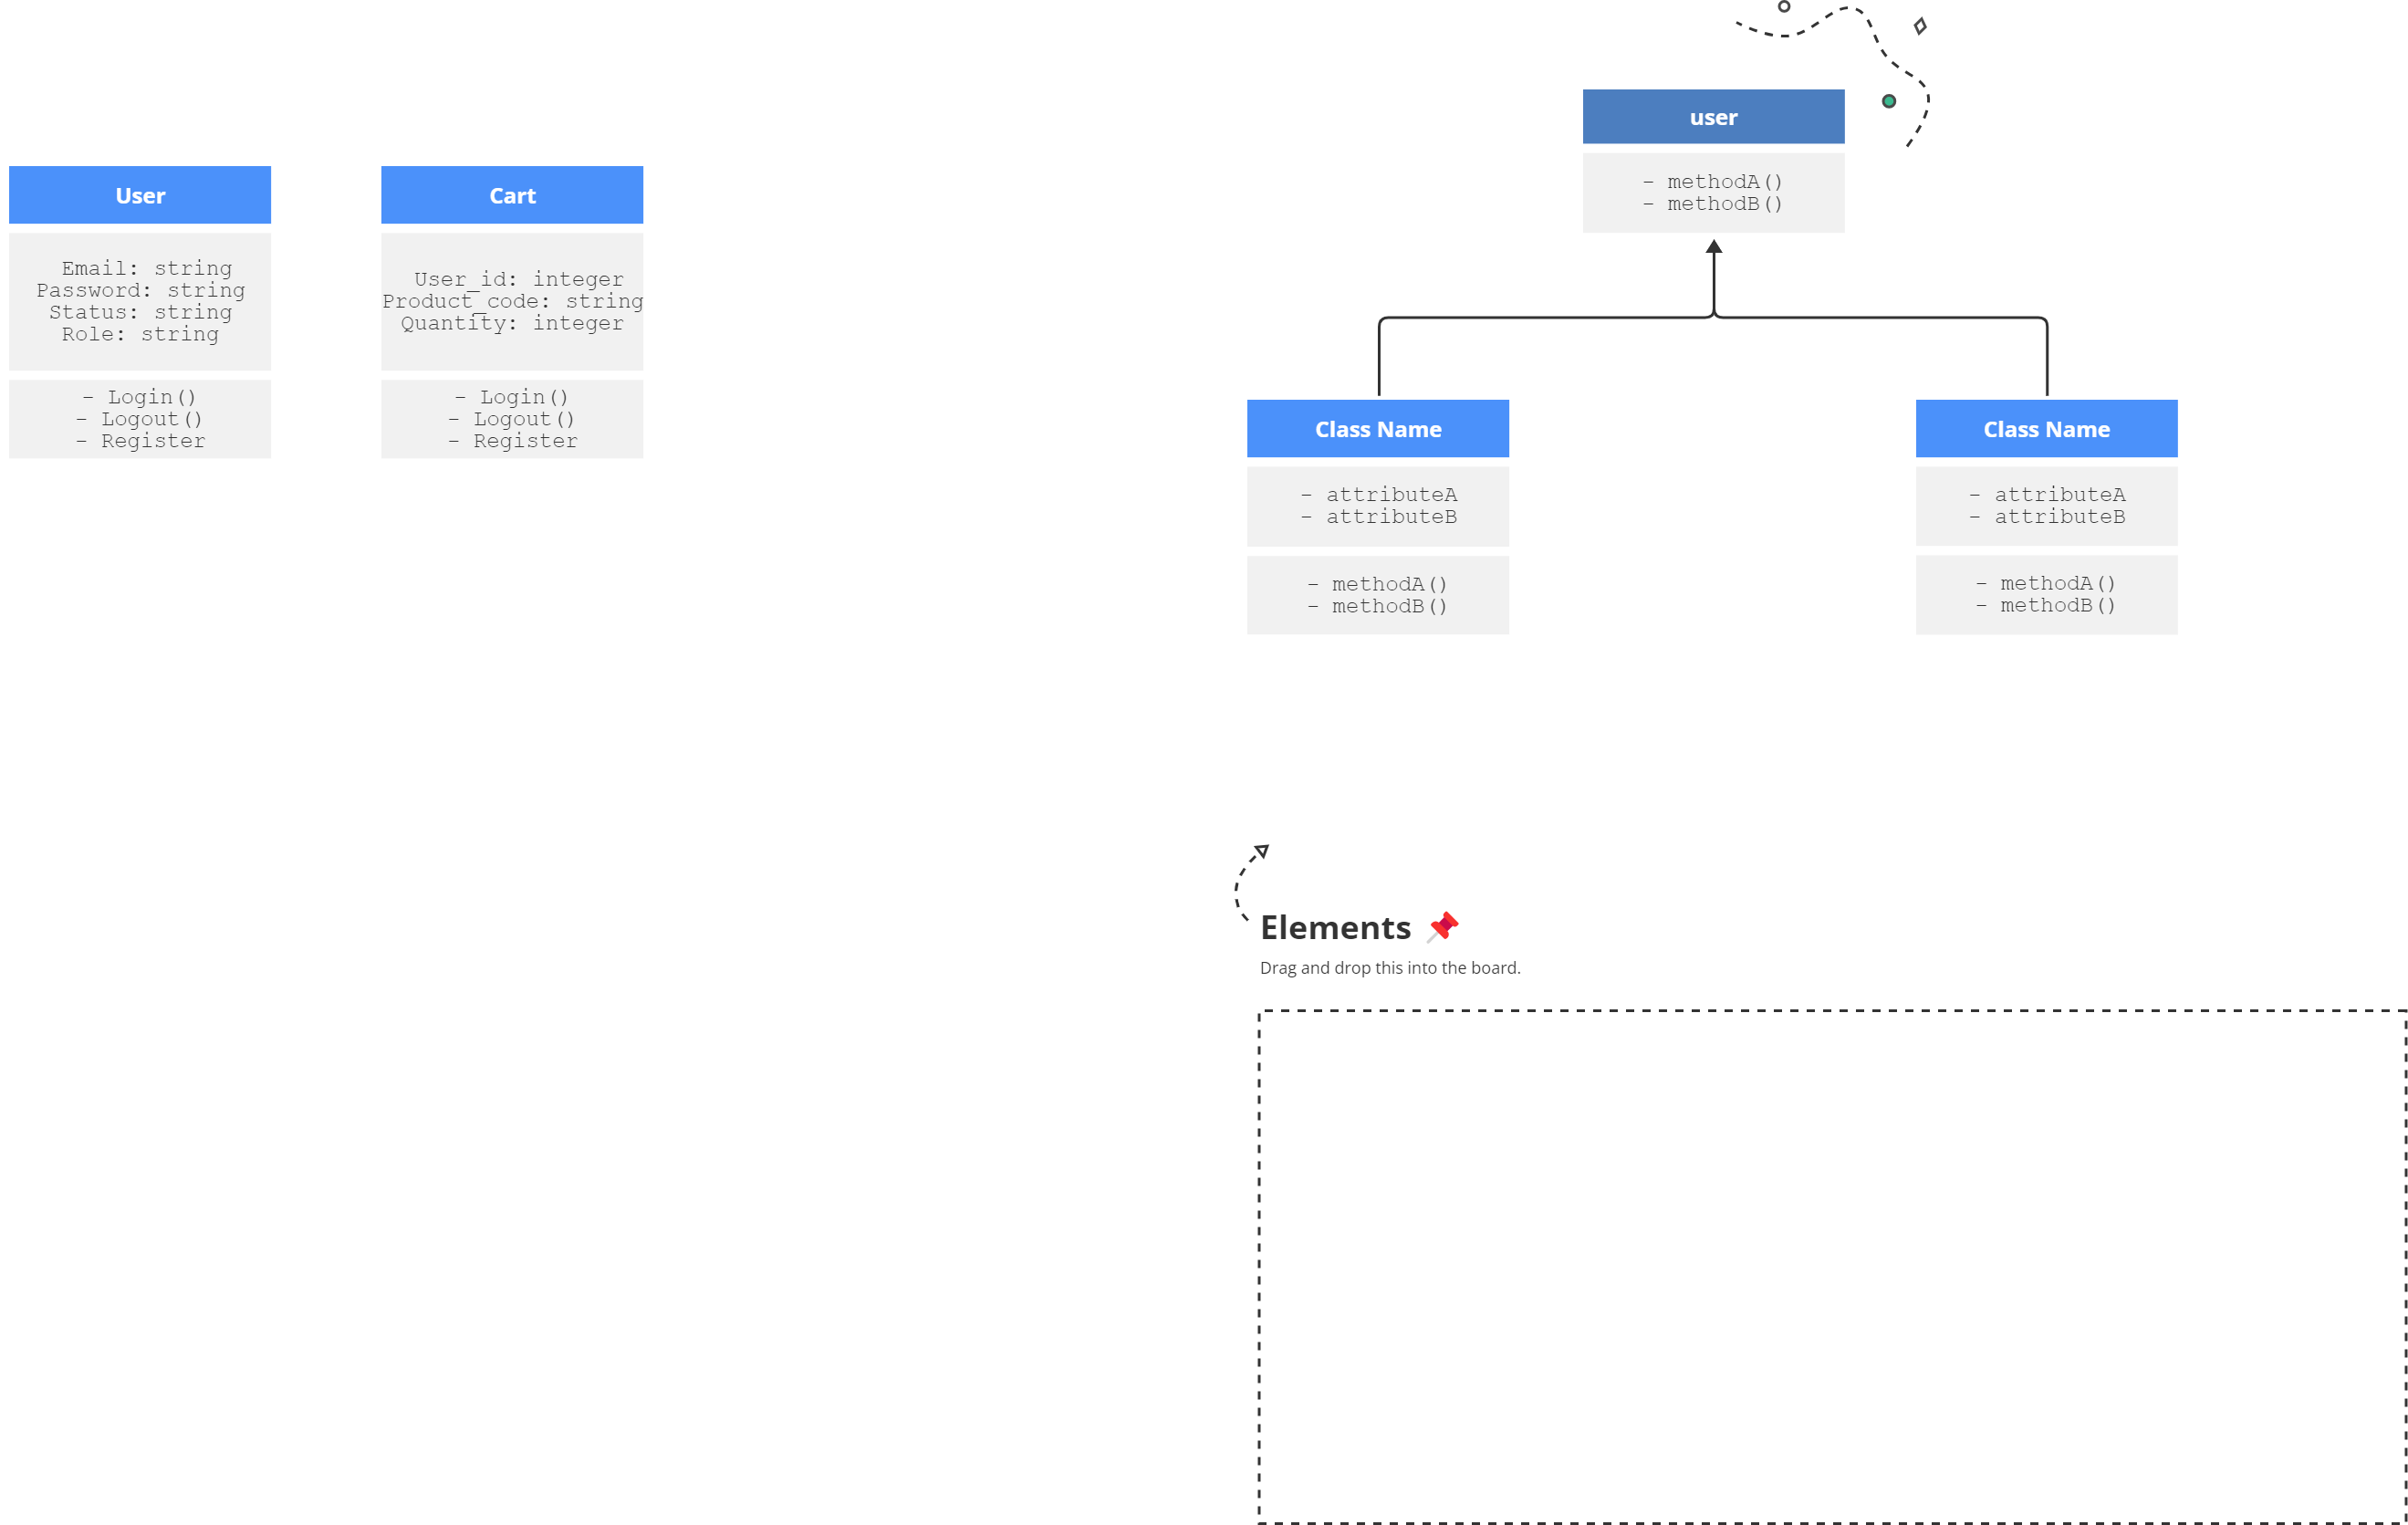 User
Email: string
Password: string
Status: string
Role: string
- Login()
- Logout()
- Register
Cart
User_id: integer
Product_code: string
Quantity: integer
- Login()
- Logout()
- Register
user
- methodA()
- methodB()
Class Name
- attributeA
- attributeB
- methodA()
- methodB()
Class Name
- attributeA
- attributeB
- methodA()
- methodB()
Elements 📌
Drag and drop this into the board.